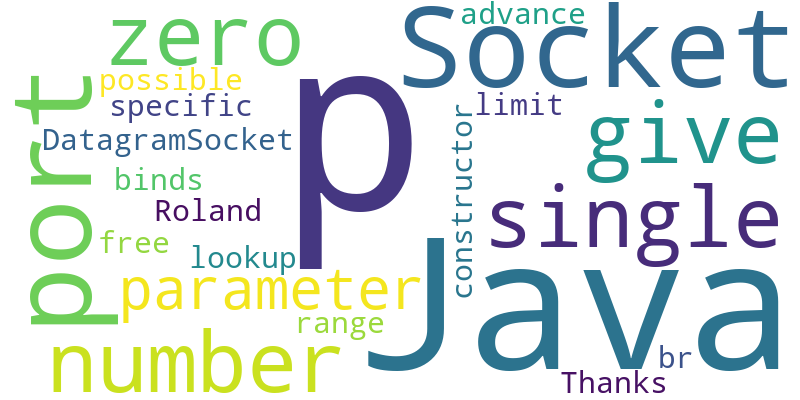 zero
Socket
advance
possible
specific
limit
port
p
DatagramSocket
give
constructor
binds
Roland
single
free
lookup
parameter
Java
range
number
br
Thanks